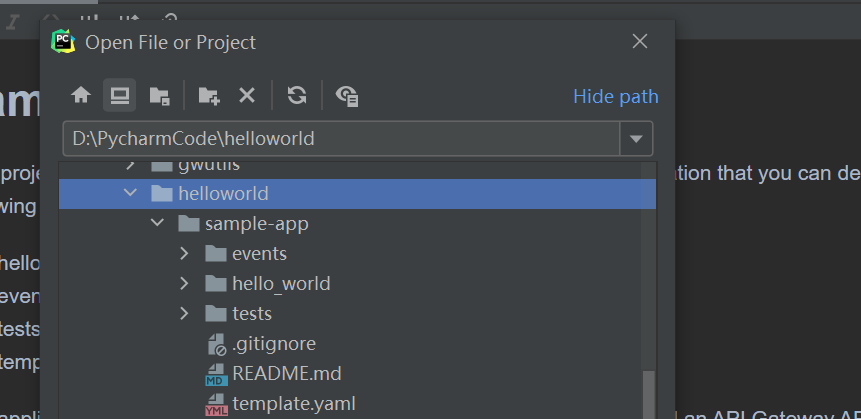 PC
Open File or Project
Hide path
D:\PycharmCode\helloworld
gwutils
helloworld
sample-app
events
hello_world
tests
.gitignore
MD README.md
YML template.yaml
am
proje
ation that you can de
wing
hello
even
tests
temp
appli
l an API Gateway AP